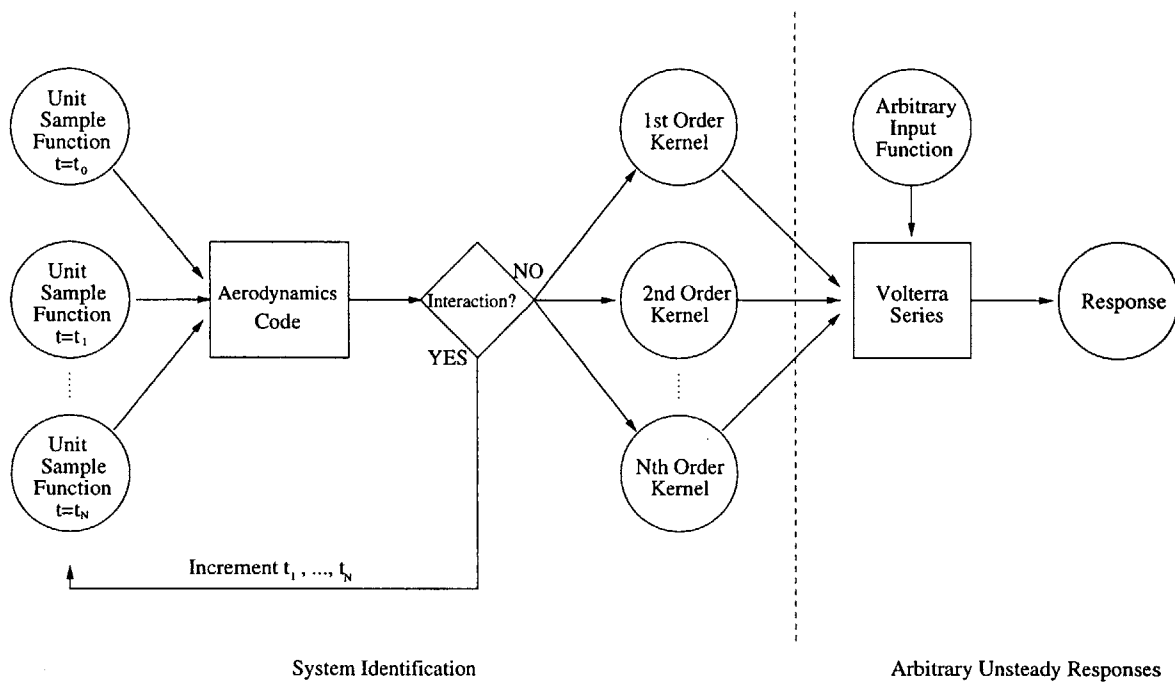 Unit
Sample
Function
t=t₀
Unit
Sample
Function
t=t₁
Unit
Sample
Function
t=t_N
Aerodynamics
Code
Interaction?
NO
YES
Increment t₁ , ..., t_N
1st Order
Kernel
2nd Order
Kernel
Nth Order
Kernel
Arbitrary
Input
Function
Volterra
Series
Response
System Identification
Arbitrary Unsteady Responses